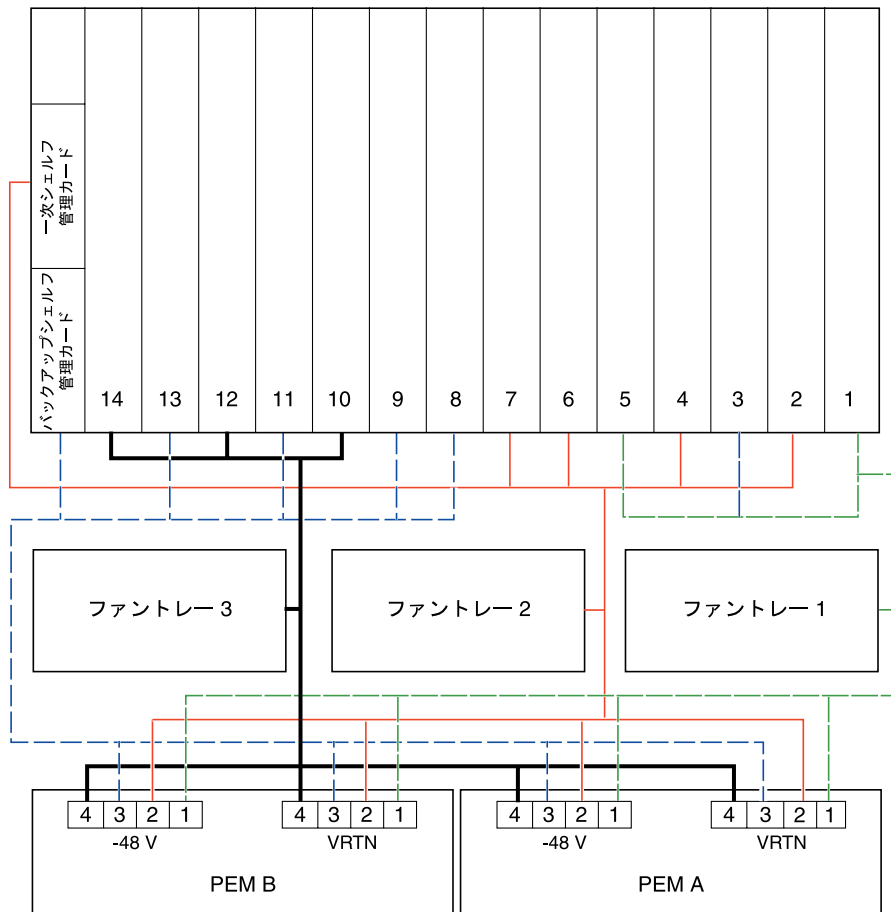 一次シェルフ
管理カード
バックアップシェルフ
管理カード
14 13 12 11 10 9 8 7 6 5 4 3 2 1
ファントレー 3 ファントレー 2 ファントレー 1
4 3 2 1 4 3 2 1 4 3 2 1 4 3 2 1
-48 V VRTN -48 V VRTN
PEM B PEM A